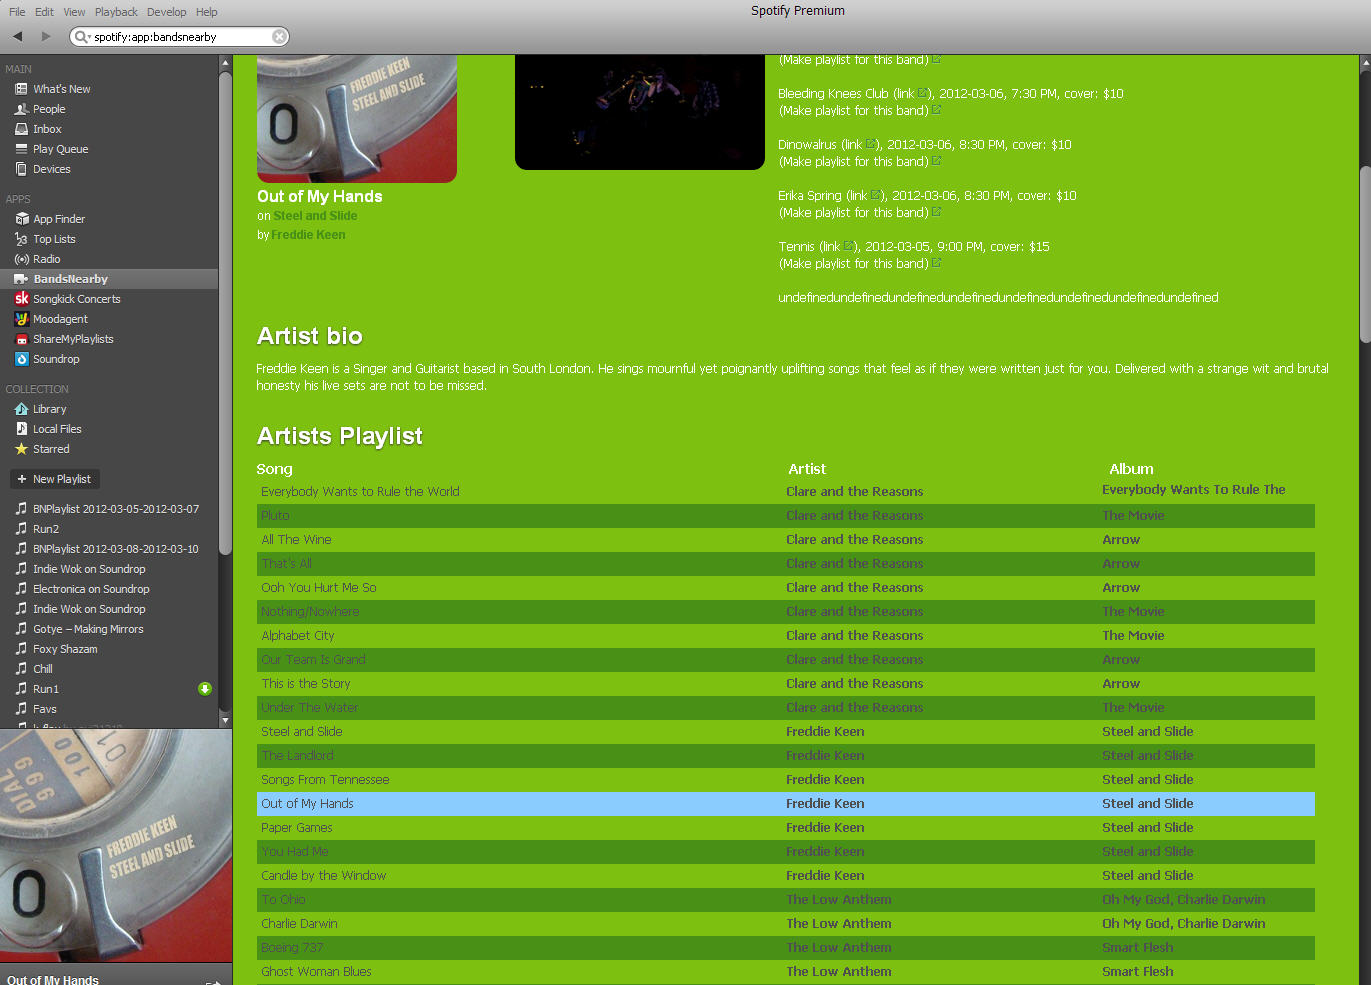 Spotify Premium
File Edit View Playback Develop Help
spotify:app:bandsnearby
MAIN
What's New
People
Inbox
Play Queue
Devices
APPS
App Finder
Top Lists
Radio
BandsNearby
sk Songkick Concerts
Moodagent
ShareMyPlaylists
Soundrop
COLLECTION
Library
Local Files
Starred
+ New Playlist
BNPlaylist 2012-03-05-2012-03-07
Run2
BNPlaylist 2012-03-08-2012-03-10
Indie Wok on Soundrop
Electronica on Soundrop
Indie Wok on Soundrop
Gotye – Making Mirrors
Foxy Shazam
Chill
Run1
Favs
DIAL 999
100
01
FREDDIE KEEN
STEEL AND SLIDE
0
Out of My Hands
FREDDIE KEEN
STEEL AND SLIDE
0
Out of My Hands
on Steel and Slide
by Freddie Keen
(Make playlist for this band)
Bleeding Knees Club (link), 2012-03-06, 7:30 PM, cover: $10
(Make playlist for this band)
Dinowalrus (link), 2012-03-06, 8:30 PM, cover: $10
(Make playlist for this band)
Erika Spring (link), 2012-03-06, 8:30 PM, cover: $10
(Make playlist for this band)
Tennis (link), 2012-03-05, 9:00 PM, cover: $15
(Make playlist for this band)
undefinedundefinedundefinedundefinedundefinedundefinedundefinedundefined
Artist bio
Freddie Keen is a Singer and Guitarist based in South London. He sings mournful yet poignantly uplifting songs that feel as if they were written just for you. Delivered with a strange wit and brutal
honesty his live sets are not to be missed.
Artists Playlist
Song Artist Album
Everybody Wants to Rule the World Clare and the Reasons Everybody Wants To Rule The
Pluto Clare and the Reasons The Movie
All The Wine Clare and the Reasons Arrow
That's All Clare and the Reasons Arrow
Ooh You Hurt Me So Clare and the Reasons Arrow
Nothing/Nowhere Clare and the Reasons The Movie
Alphabet City Clare and the Reasons The Movie
Our Team Is Grand Clare and the Reasons Arrow
This is the Story Clare and the Reasons Arrow
Under The Water Clare and the Reasons The Movie
Steel and Slide Freddie Keen Steel and Slide
The Landlord Freddie Keen Steel and Slide
Songs From Tennessee Freddie Keen Steel and Slide
Out of My Hands Freddie Keen Steel and Slide
Paper Games Freddie Keen Steel and Slide
You Had Me Freddie Keen Steel and Slide
Candle by the Window Freddie Keen Steel and Slide
To Ohio The Low Anthem Oh My God, Charlie Darwin
Charlie Darwin The Low Anthem Oh My God, Charlie Darwin
Boeing 737 The Low Anthem Smart Flesh
Ghost Woman Blues The Low Anthem Smart Flesh